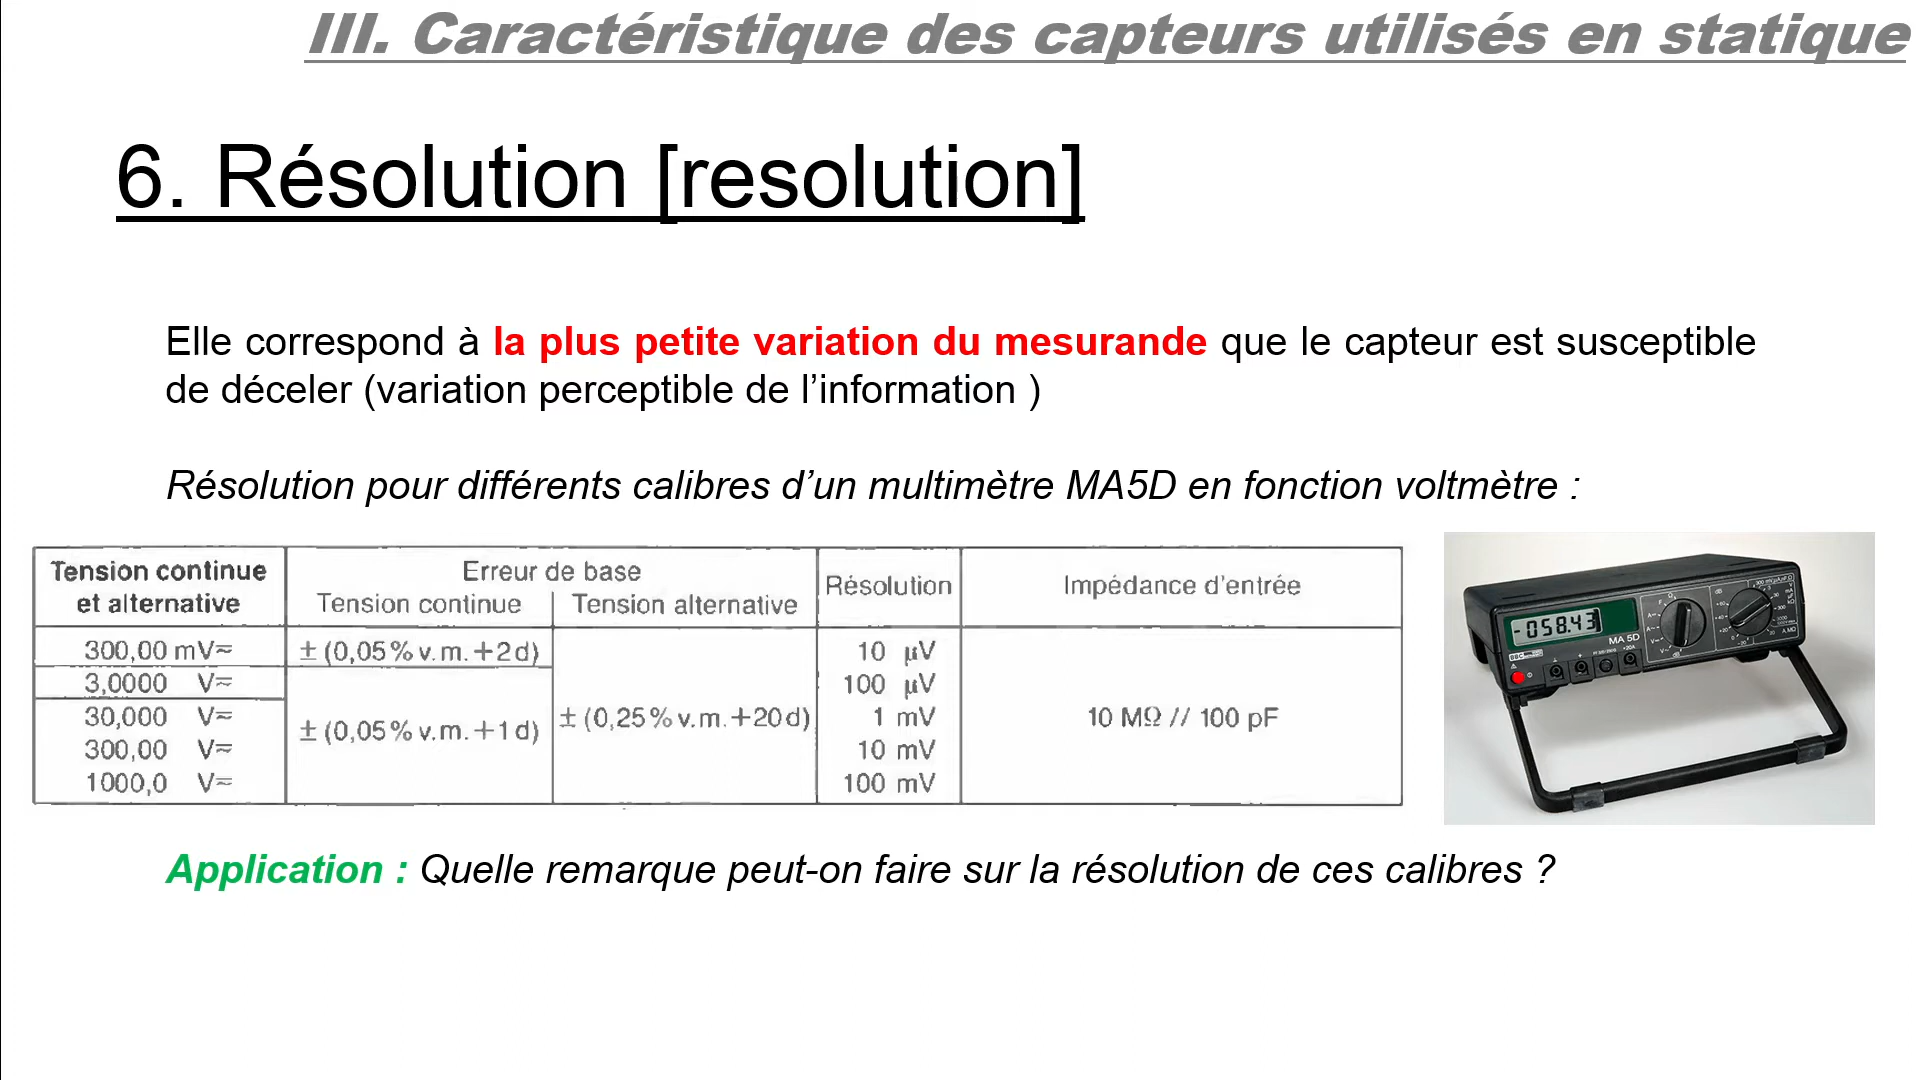 III. Caractéristique des capteurs utilisés en statique
6. Résolution [resolution]
Elle correspond à la plus petite variation du mesurande que le capteur est susceptible
de déceler (variation perceptible de l’information )
Résolution pour différents calibres d’un multimètre MA5D en fonction voltmètre :
Tension continue
et alternative
Erreur de base
Tension continue
Tension alternative
Résolution
Impédance d'entrée
300,00 mV≂ ± (0,05 % v.m. + 2 d) 10 µV
3,0000 V≂ 100 µV
30,000 V≂ ± (0,05 % v.m. + 1 d) ± (0,25 % v.m. + 20 d) 1 mV 10 MΩ // 100 pF
300,00 V≂ 10 mV
1000,0 V≂ 100 mV
-058.43
MA 5D
BBC
Application : Quelle remarque peut-on faire sur la résolution de ces calibres ?